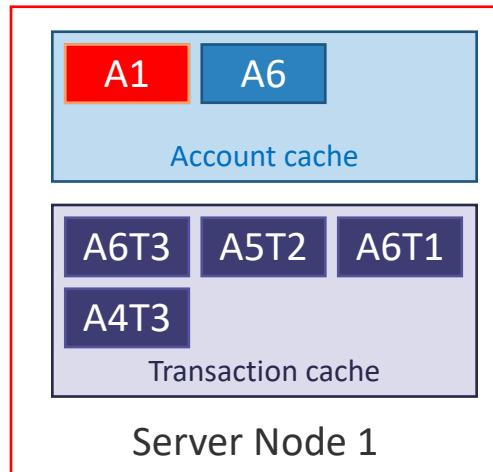 A1 A6
Account cache
A6T3 A5T2 A6T1
A4T3
Transaction cache
Server Node 1